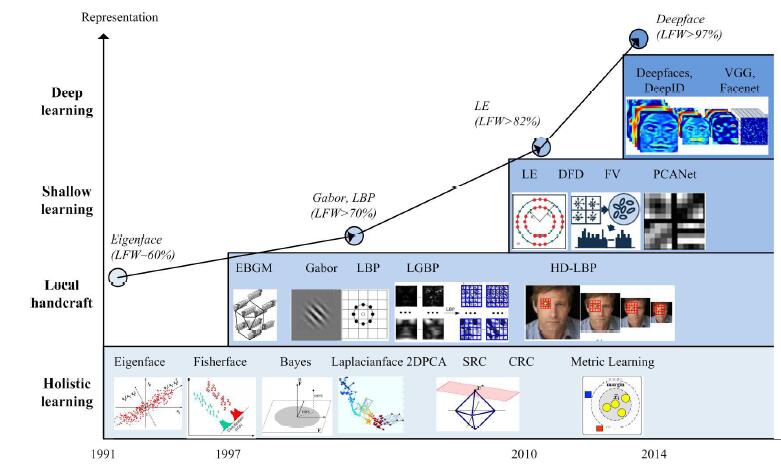 Representation
Deepface
(LFW>97%)
Deep
learning
Deepfaces,
DeepID
VGG,
Facenet
LE
(LFW>82%)
Shallow
learning
LE DFD FV PCANet
Gabor, LBP
(LFW>70%)
Eigenface
(LFW~60%)
Local
handcraft
EBGM Gabor LBP LGBP HD-LBP
LBP
Holistic
learning
Eigenface Fisherface Bayes Laplacianface 2DPCA SRC CRC Metric Learning
margin
1991 1997 2010 2014